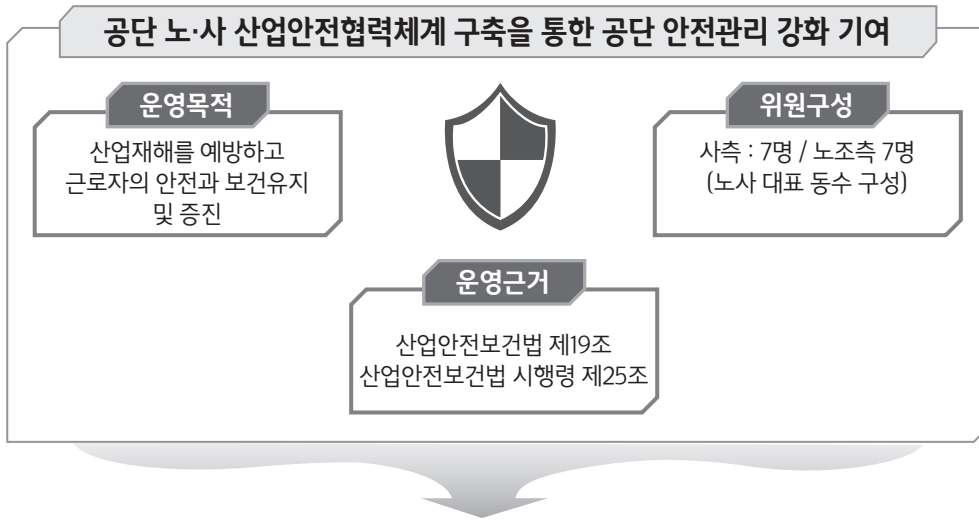 공단 노·사 산업안전협력체계 구축을 통한 공단 안전관리 강화 기여
운영목적
산업재해를 예방하고
근로자의 안전과 보건유지
및 증진
위원구성
사측 : 7명 / 노조측 7명
(노사 대표 동수 구성)
운영근거
산업안전보건법 제19조
산업안전보건법 시행령 제25조